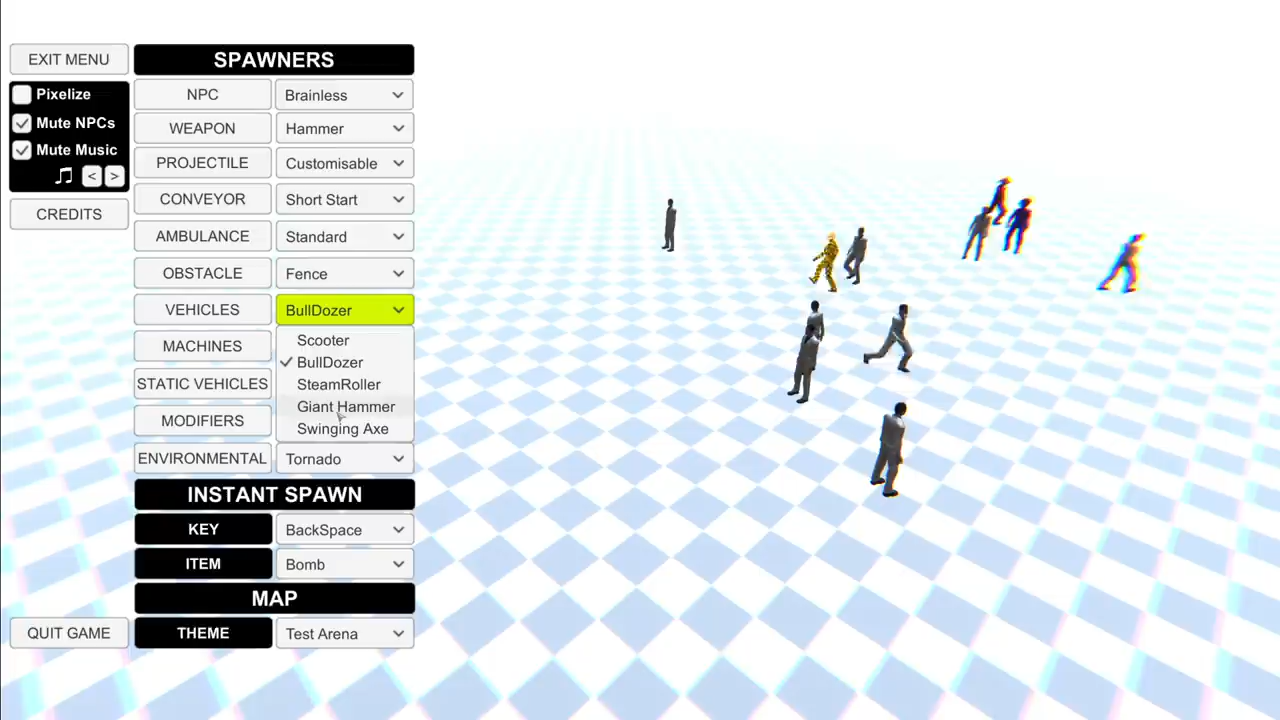 EXIT MENU
Pixelize
Mute NPCs
Mute Music
< >
CREDITS
QUIT GAME
SPAWNERS
NPC Brainless
WEAPON Hammer
PROJECTILE Customisable
CONVEYOR Short Start
AMBULANCE Standard
OBSTACLE Fence
VEHICLES BullDozer
Scooter
BullDozer
SteamRoller
Giant Hammer
Swinging Axe
MACHINES
STATIC VEHICLES
MODIFIERS
ENVIRONMENTAL Tornado
INSTANT SPAWN
KEY BackSpace
ITEM Bomb
MAP
THEME Test Arena